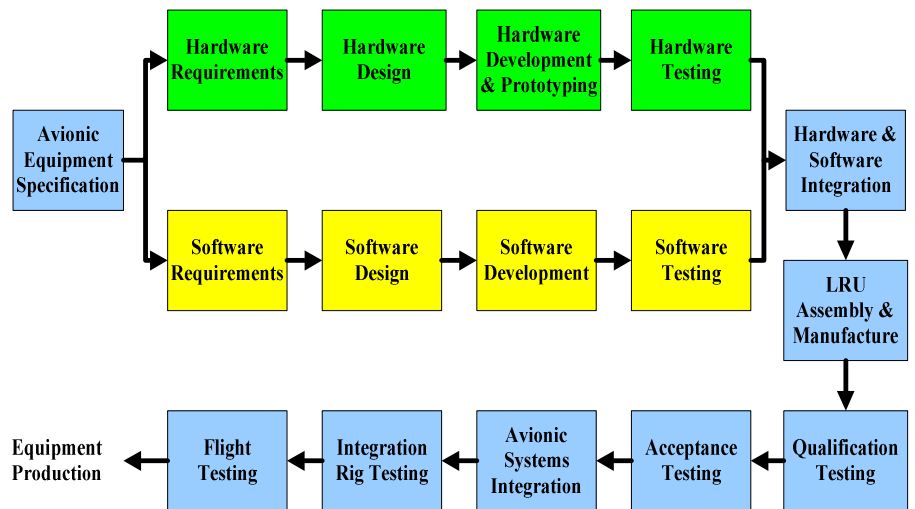 Hardware
Requirements
Hardware
Design
Hardware
Development
& Prototyping
Hardware
Testing
Avionic
Equipment
Specification
Hardware &
Software
Integration
Software
Requirements
Software
Design
Software
Development
Software
Testing
LRU
Assembly &
Manufacture
Equipment
Production
Flight
Testing
Integration
Rig Testing
Avionic
Systems
Integration
Acceptance
Testing
Qualification
Testing